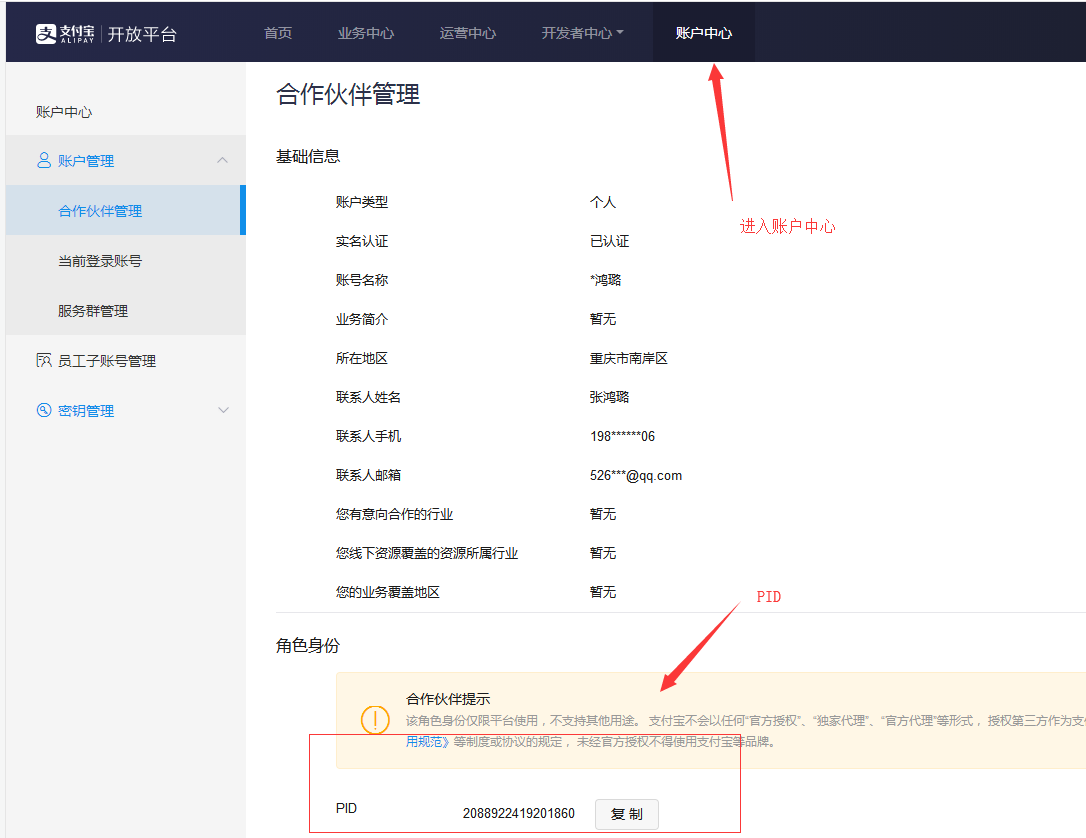 支付宝 ALIPAY 开放平台 首页 业务中心 运营中心 开发者中心 账户中心
合作伙伴管理
账户中心
基础信息
账户管理
账户类型 个人
合作伙伴管理
进入账户中心
实名认证 已认证
当前登录账号
账号名称 *鸿璐
服务群管理
业务简介 暂无
员工子账号管理
所在地区 重庆市南岸区
联系人姓名 张鸿璐
密钥管理
联系人手机 198******06
联系人邮箱 526***@qq.com
您有意向合作的行业 暂无
您线下资源覆盖的资源所属行业 暂无
您的业务覆盖地区 暂无
PID
角色身份
合作伙伴提示
该角色身份仅限平台使用，不支持其他用途。 支付宝不会以任何“官方授权”、“独家代理”、“官方代理”等形式， 授权第三方作为支
用规范》等制度或协议的规定， 未经官方授权不得使用支付宝等品牌。
PID 2088922419201860 复 制